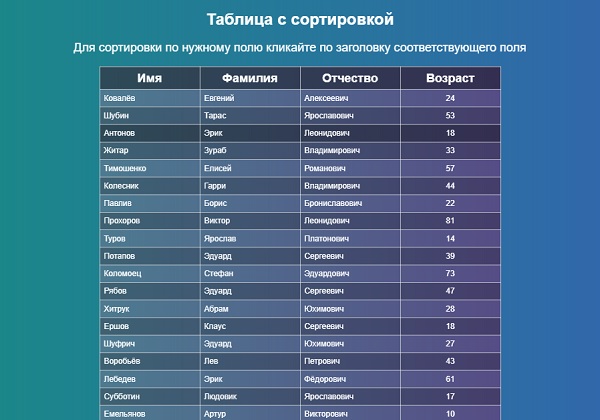 Таблица с сортировкой
Для сортировки по нужному полю кликайте по заголовку соответствующего поля
Имя Фамилия Отчество Возраст
Ковалёв Евгений Алексеевич 24
Шубин Тарас Ярославович 53
Антонов Эрик Леонидович 18
Житар Зураб Владимирович 33
Тимошенко Елисей Романович 57
Колесник Гарри Владимирович 44
Павлив Борис Брониславович 22
Прохоров Виктор Леонидович 81
Туров Ярослав Платонович 14
Потапов Эдуард Сергеевич 39
Коломоец Стефан Эдуардович 73
Рябов Эдуард Сергеевич 47
Хитрук Абрам Юхимович 28
Ершов Клаус Сергеевич 18
Шуфрич Эдуард Юхимович 27
Воробьёв Лев Петрович 43
Лебедев Эрик Фёдорович 61
Субботин Людовик Ярославович 17
Емельянов Артур Викторович 10